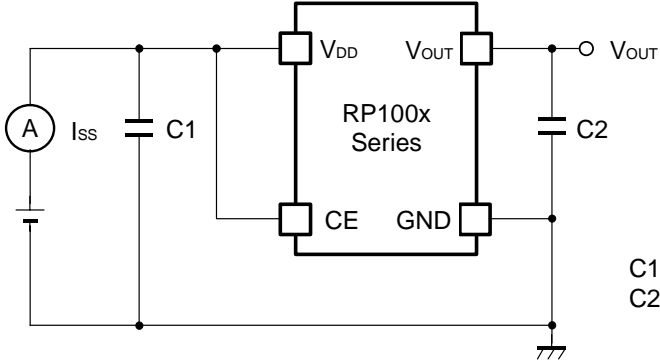 VDD VOUT VOUT
RP100x
Series
A ISS C1 C2
CE GND
C1
C2